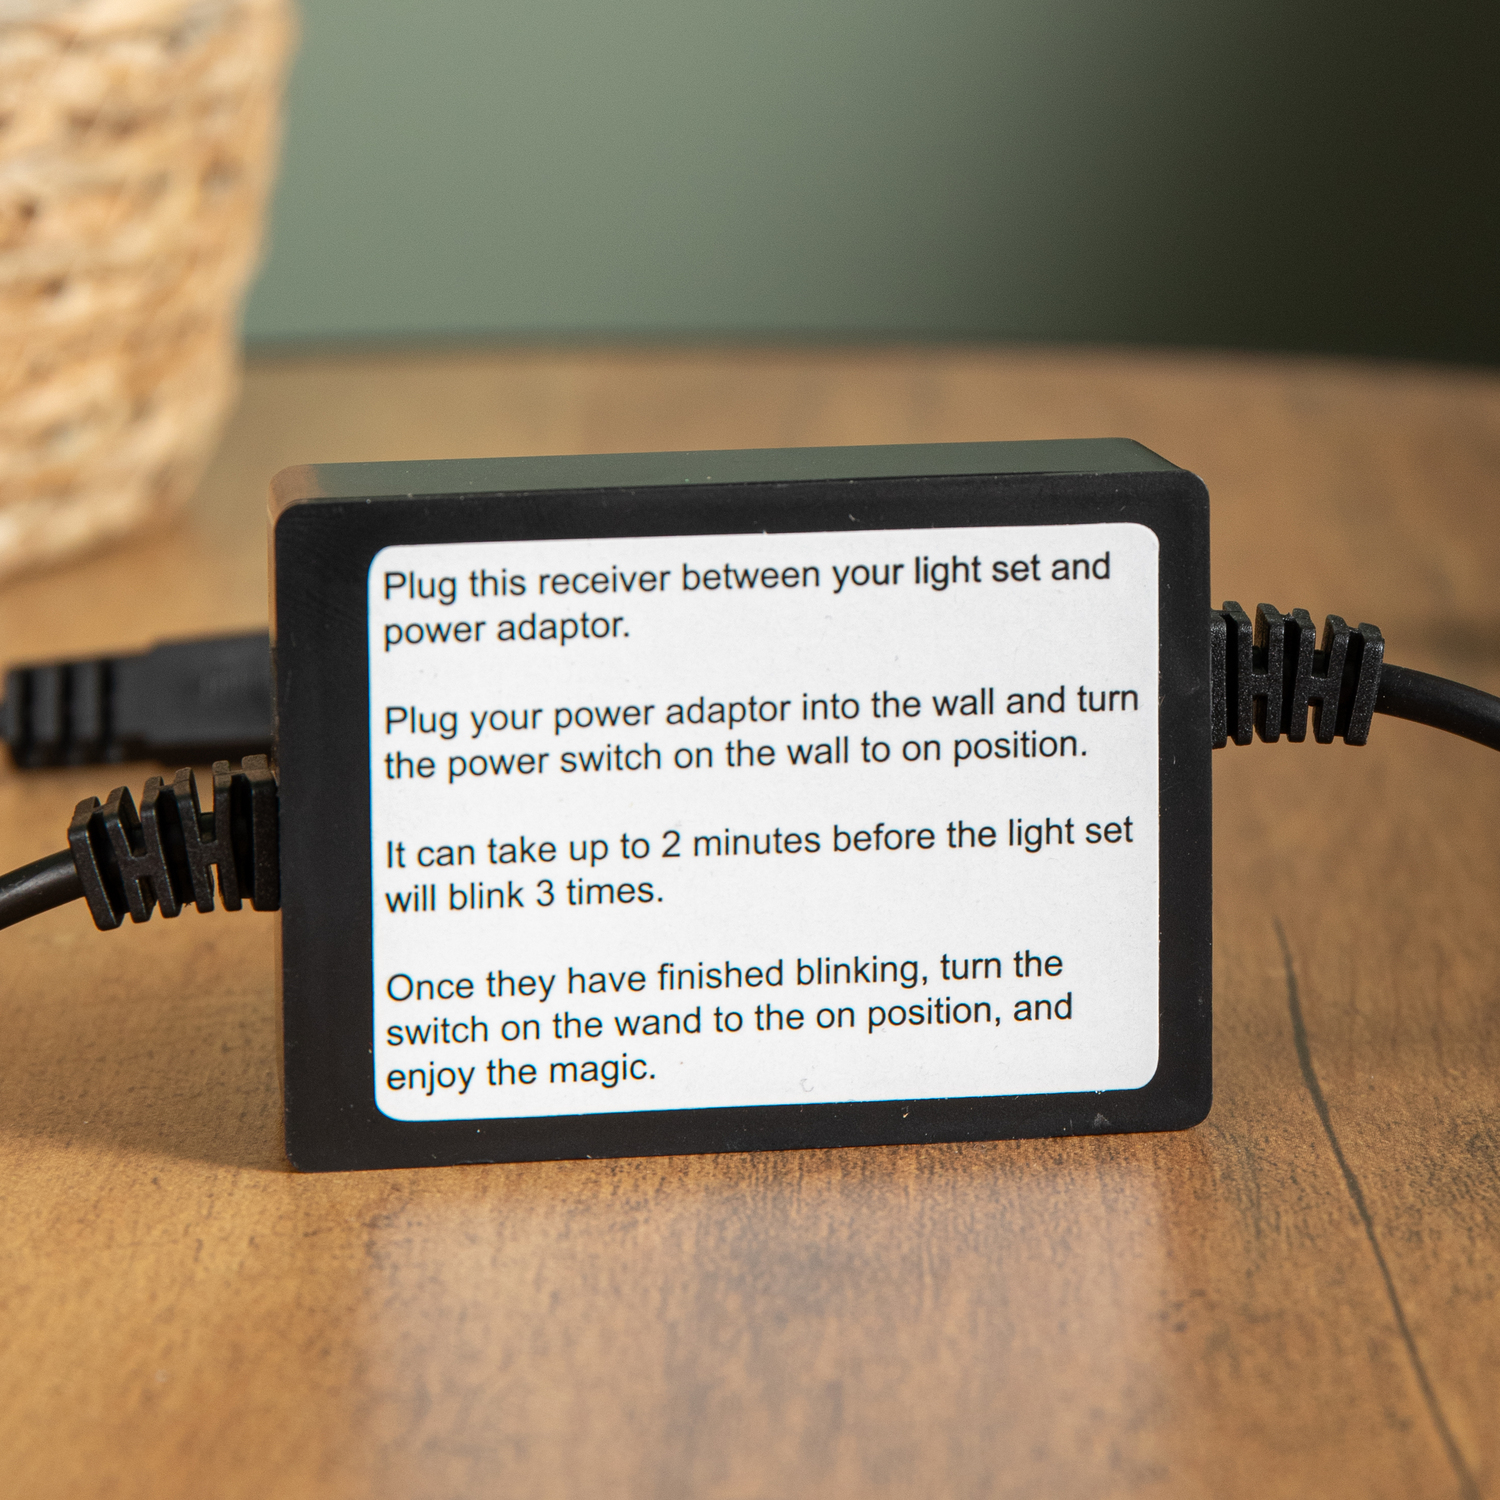 Plug this receiver between your light set and
power adaptor.
Plug your power adaptor into the wall and turn
the power switch on the wall to on position.
It can take up to 2 minutes before the light set
will blink 3 times.
Once they have finished blinking, turn the
switch on the wand to the on position, and
enjoy the magic.